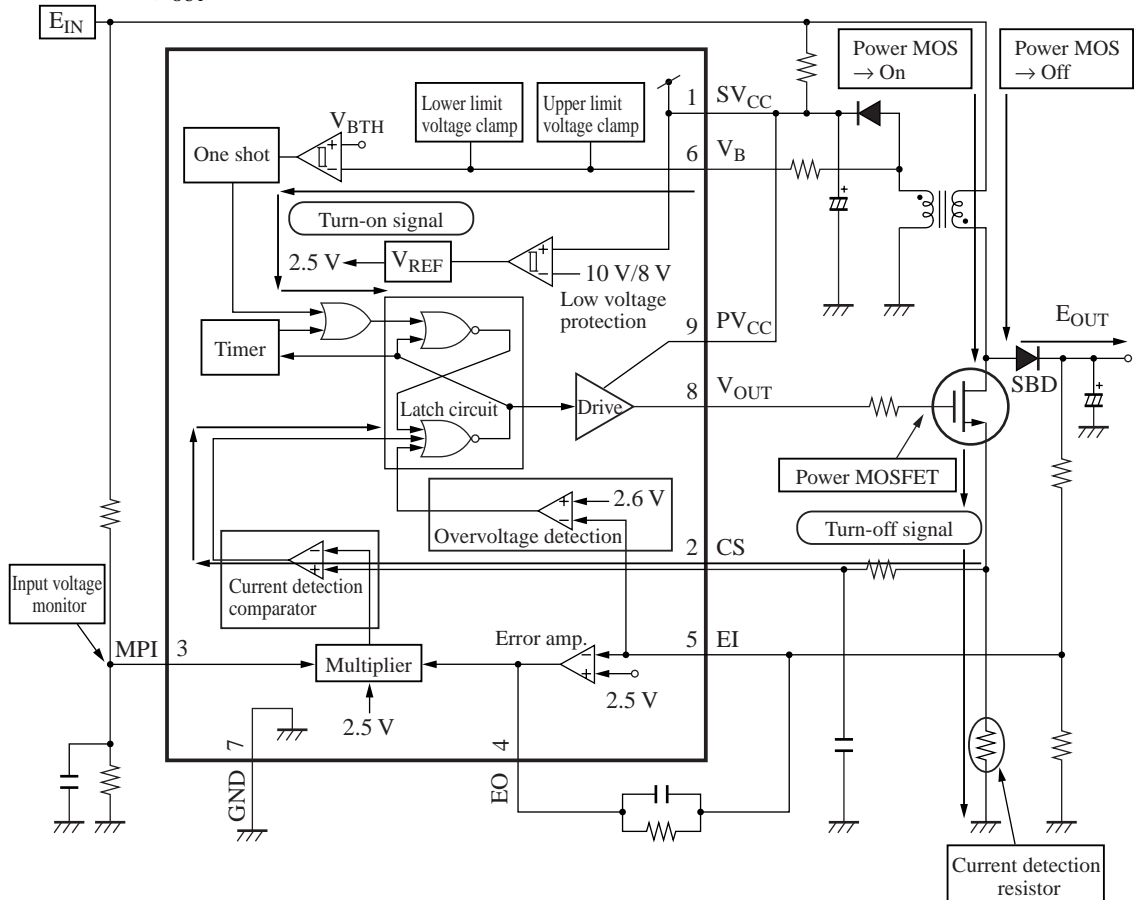 E_IN
Power MOS
→ On
Power MOS
→ Off
Lower limit
voltage clamp
Upper limit
voltage clamp
1
SV_CC
V_BTH
One shot
6
V_B
Turn-on signal
V_REF
2.5 V
10 V/8 V
Low voltage
protection
9
PV_CC
E_OUT
Timer
8
V_OUT
SBD
Drive
Latch circuit
Power MOSFET
2.6 V
Overvoltage detection
Turn-off signal
2
CS
Current detection
comparator
Input voltage
monitor
Error amp.
5
EI
MPI
3
Multiplier
2.5 V
2.5 V
7
GND
4
EO
Current detection
resistor